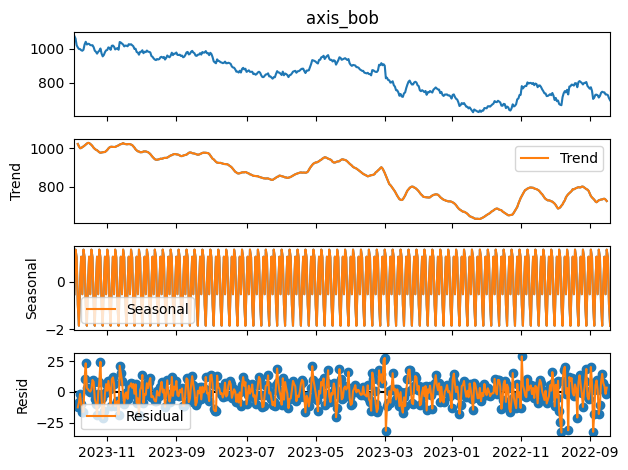 axis_bob
1000
800
1000
800
Trend
Trend
0
−2
Seasonal
Seasonal
25
0
−25
Resid
Residual
2023-11 2023-09 2023-07 2023-05 2023-03 2023-01 2022-11 2022-09